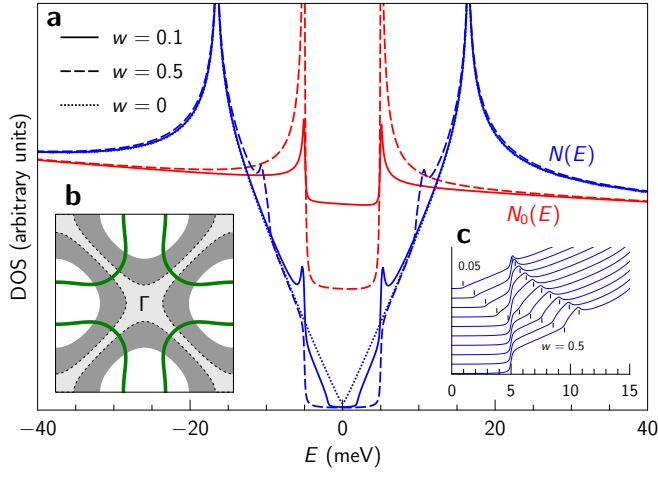 a
w = 0.1
w = 0.5
w = 0
N(E)
N₀(E)
DOS (arbitrary units)
b
Γ
c
0.05
w = 0.5
0 5 10 15
−40 −20 0 20 40
E (meV)